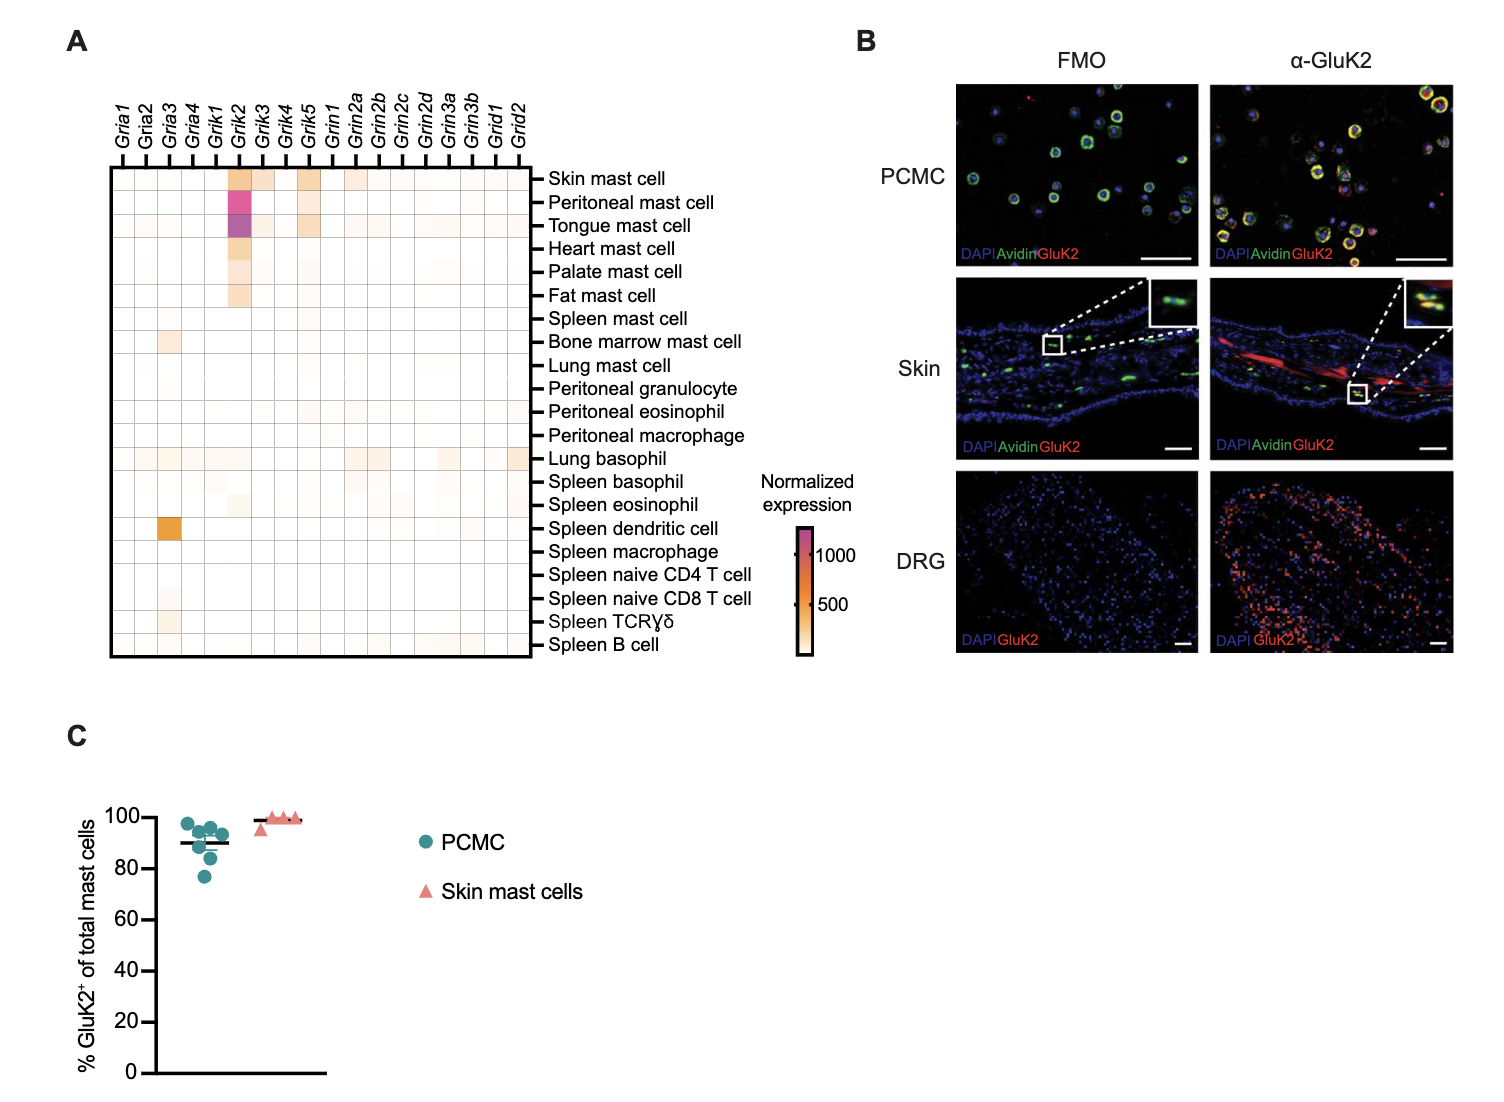 A
Gria1
Gria2
Gria3
Gria4
Grik1
Grik2
Grik3
Grik4
Grik5
Grin1
Grin2a
Grin2b
Grin2c
Grin2d
Grin3a
Grin3b
Grid1
Grid2
Skin mast cell
Peritoneal mast cell
Tongue mast cell
Heart mast cell
Palate mast cell
Fat mast cell
Spleen mast cell
Bone marrow mast cell
Lung mast cell
Peritoneal granulocyte
Peritoneal eosinophil
Peritoneal macrophage
Lung basophil
Spleen basophil
Spleen eosinophil
Spleen dendritic cell
Spleen macrophage
Spleen naive CD4 T cell
Spleen naive CD8 T cell
Spleen TCRƔδ
Spleen B cell
Normalized
expression
1000
500
B
FMO
α-GluK2
PCMC
DAPI Avidin GluK2
DAPI Avidin GluK2
Skin
DAPI Avidin GluK2
DAPI Avidin GluK2
DRG
DAPI GluK2
DAPI GluK2
C
% GluK2⁺ of total mast cells
100
80
60
40
20
0
PCMC
Skin mast cells